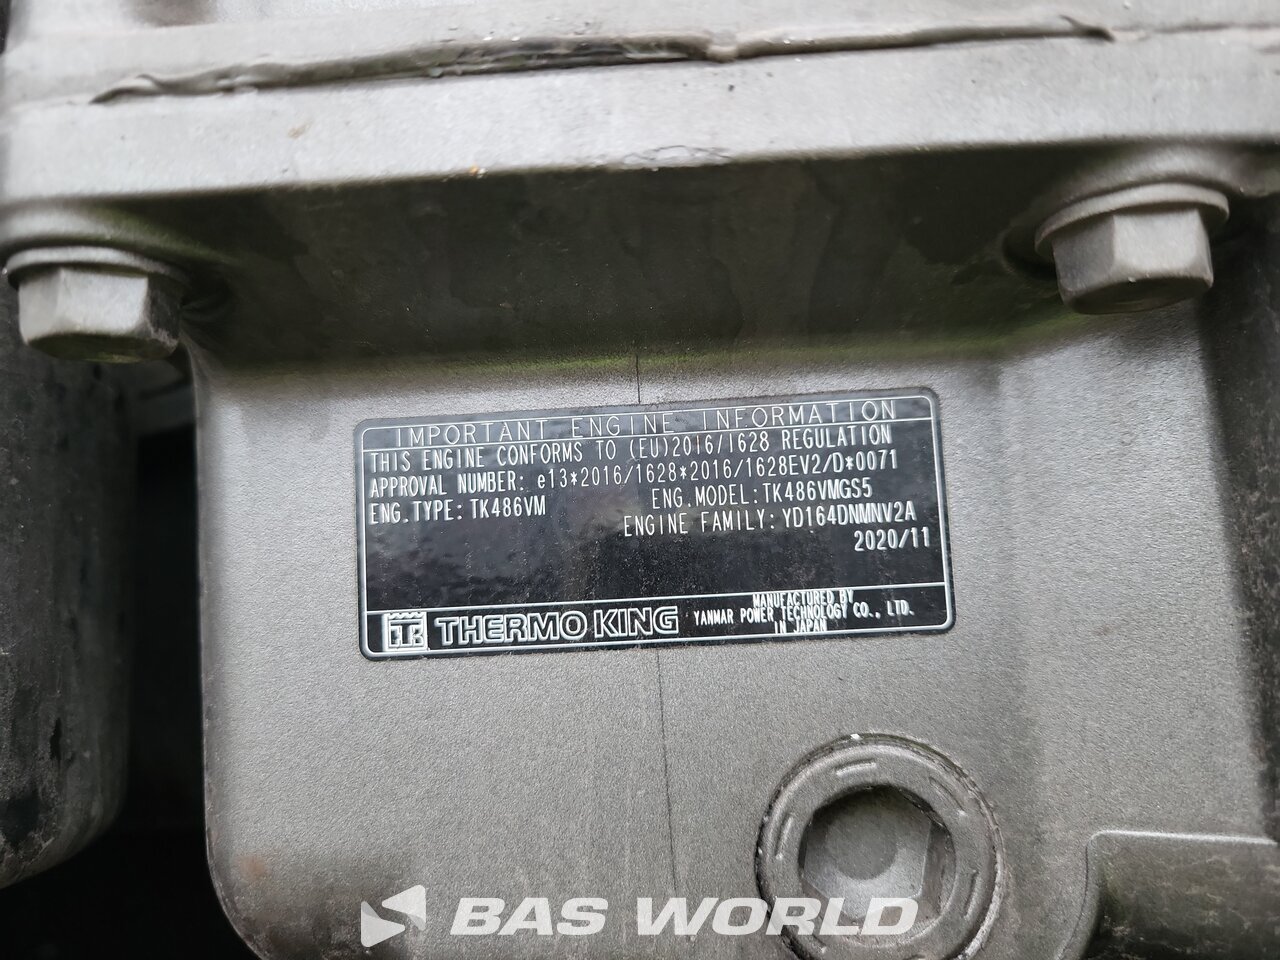 IMPORTANT ENGINE INFORMATION
THIS ENGINE CONFORMS TO (EU)2016/1628 REGULATION
APPROVAL NUMBER: e13*2016/1628*2016/1628EV2/D*0071
ENG.TYPE: TK486VM ENG.MODEL: TK486VMGS5
ENGINE FAMILY: YD164DNMNV2A
2020/11
THERMO KING
MANUFACTURED BY
YANMAR POWER TECHNOLOGY CO., LTD.
IN JAPAN
BAS WORLD